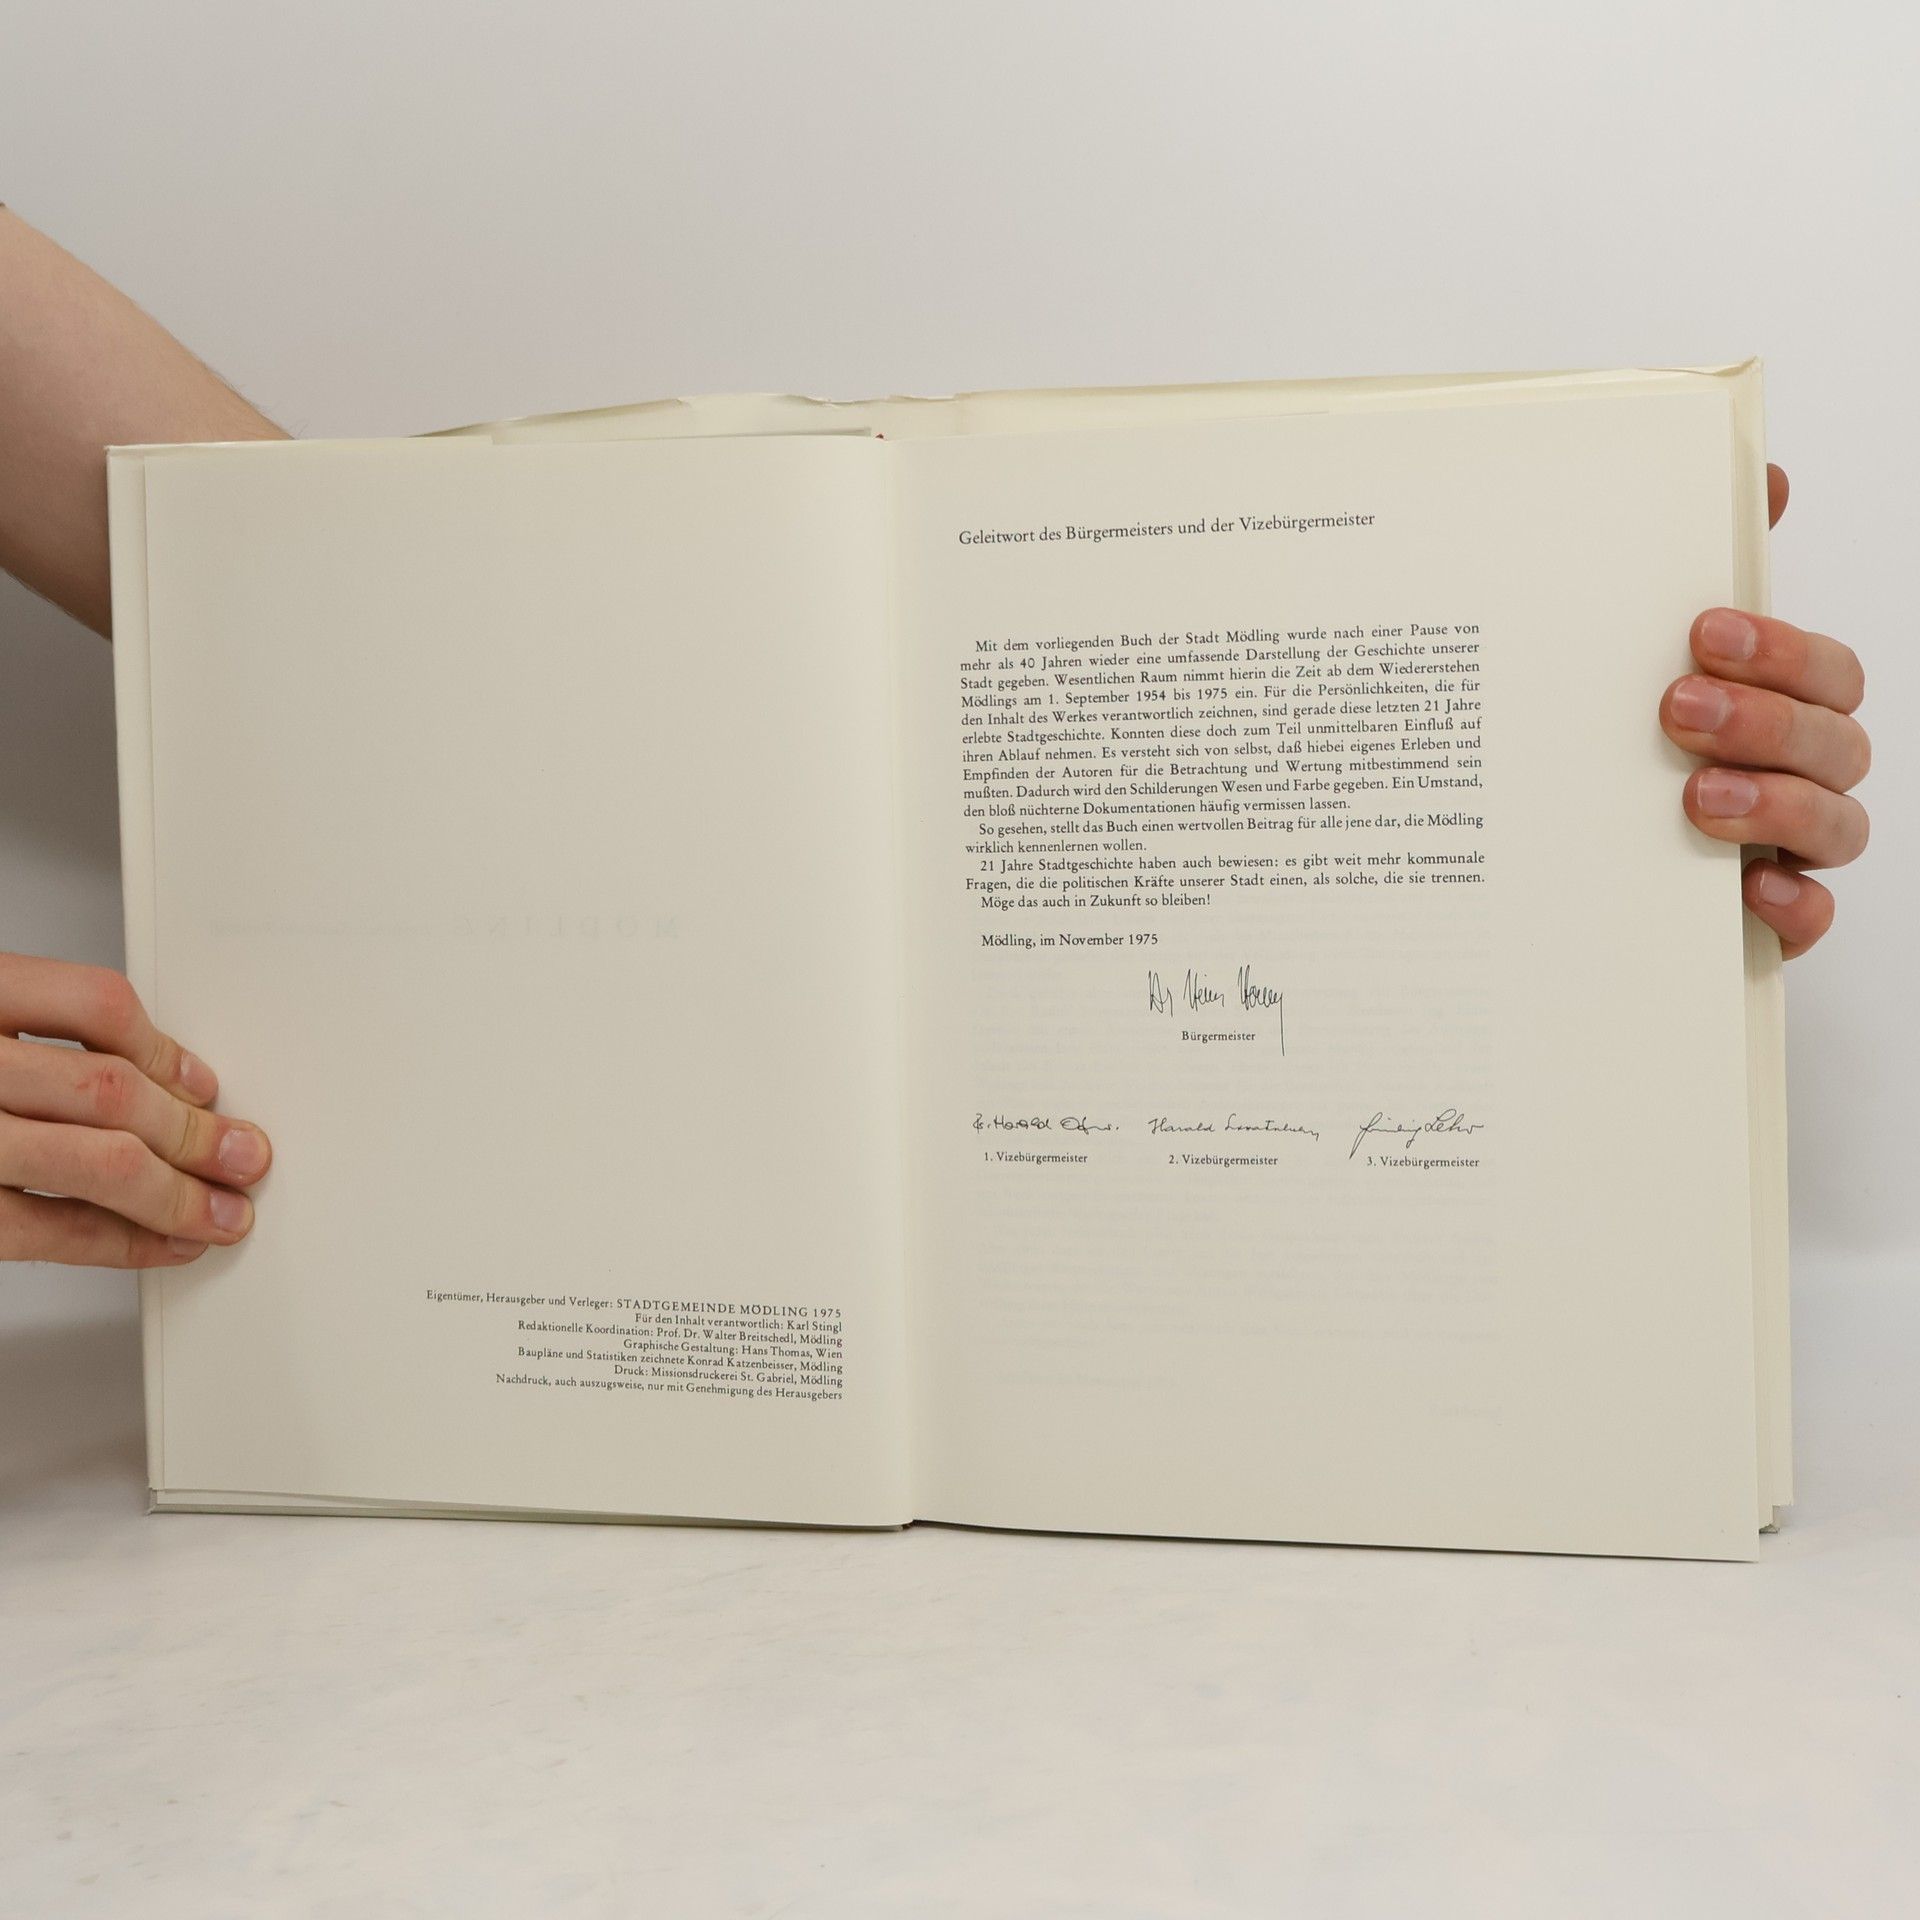 Eigentümer, Herausgeber und Verleger: STADTGEMEINDE MÖDLING 1975
Für den Inhalt verantwortlich: Karl Stingl
Redaktionelle Koordination: Prof. Dr. Walter Breitschedl, Mödling
Graphische Gestaltung: Hans Thomas, Wien
Baupläne und Statistiken zeichnete Konrad Katzenbeisser, Mödling
Druck: Missionsdruckerei St. Gabriel, Mödling
Nachdruck, auch auszugsweise, nur mit Genehmigung des Herausgebers
Geleitwort des Bürgermeisters und der Vizebürgermeister
Mit dem vorliegenden Buch der Stadt Mödling wurde nach einer Pause von
mehr als 40 Jahren wieder eine umfassende Darstellung der Geschichte unserer
Stadt gegeben. Wesentlichen Raum nimmt hierin die Zeit ab dem Wiedererstehen
Mödlings am 1. September 1954 bis 1975 ein. Für die Persönlichkeiten, die für
den Inhalt des Werkes verantwortlich zeichnen, sind gerade diese letzten 21 Jahre
erlebte Stadtgeschichte. Konnten diese doch zum Teil unmittelbaren Einfluß auf
ihren Ablauf nehmen. Es versteht sich von selbst, daß hiebei eigenes Erleben und
Empfinden der Autoren für die Betrachtung und Wertung mitbestimmend sein
mußten. Dadurch wird den Schilderungen Wesen und Farbe gegeben. Ein Umstand,
den bloß nüchterne Dokumentationen häufig vermissen lassen.
So gesehen, stellt das Buch einen wertvollen Beitrag für alle jene dar, die Mödling
wirklich kennenlernen wollen.
21 Jahre Stadtgeschichte haben auch bewiesen: es gibt weit mehr kommunale
Fragen, die die politischen Kräfte unserer Stadt einen, als solche, die sie trennen.
Möge das auch in Zukunft so bleiben!
Mödling, im November 1975
Bürgermeister
Harald Harald
1. Vizebürgermeister 2. Vizebürgermeister 3. Vizebürgermeister